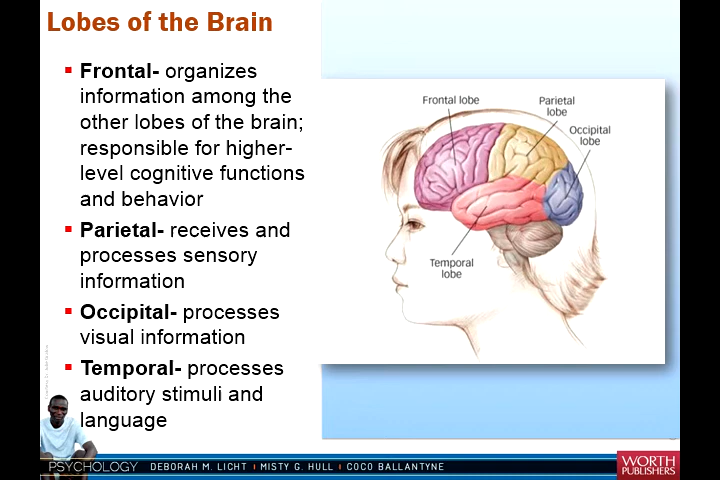 Lobes of the Brain
▪ Frontal- organizes
information among the
other lobes of the brain;
responsible for higher-
level cognitive functions
and behavior
▪ Parietal- receives and
processes sensory
information
▪ Occipital- processes
visual information
▪ Temporal- processes
auditory stimuli and
language
Frontal lobe
Parietal
lobe
Occipital
lobe
Temporal
lobe
PSYCHOLOGY DEBORAH M. LICHT I MISTY G. HULL I COCO BALLANTYNE
WORTH
PUBLISHERS